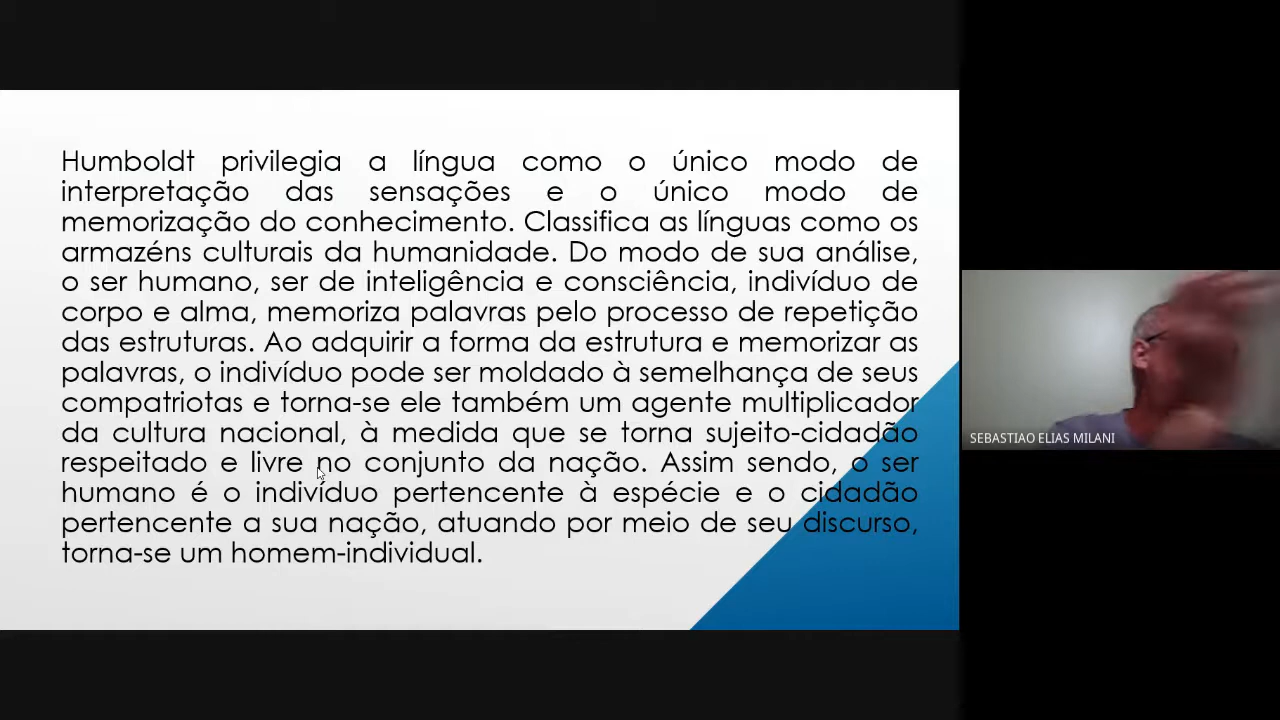 Humboldt privilegia a língua como o único modo de
interpretação das sensações e o único modo de
memorização do conhecimento. Classifica as línguas como os
armazéns culturais da humanidade. Do modo de sua análise,
o ser humano, ser de inteligência e consciência, indivíduo de
corpo e alma, memoriza palavras pelo processo de repetição
das estruturas. Ao adquirir a forma da estrutura e memorizar as
palavras, o indivíduo pode ser moldado à semelhança de seus
compatriotas e torna-se ele também um agente multiplicador
da cultura nacional, à medida que se torna sujeito-cidadão
respeitado e livre no conjunto da nação. Assim sendo, o ser
humano é o indivíduo pertencente à espécie e o cidadão
pertencente a sua nação, atuando por meio de seu discurso,
torna-se um homem-individual.
SEBASTIAO ELIAS MILANI